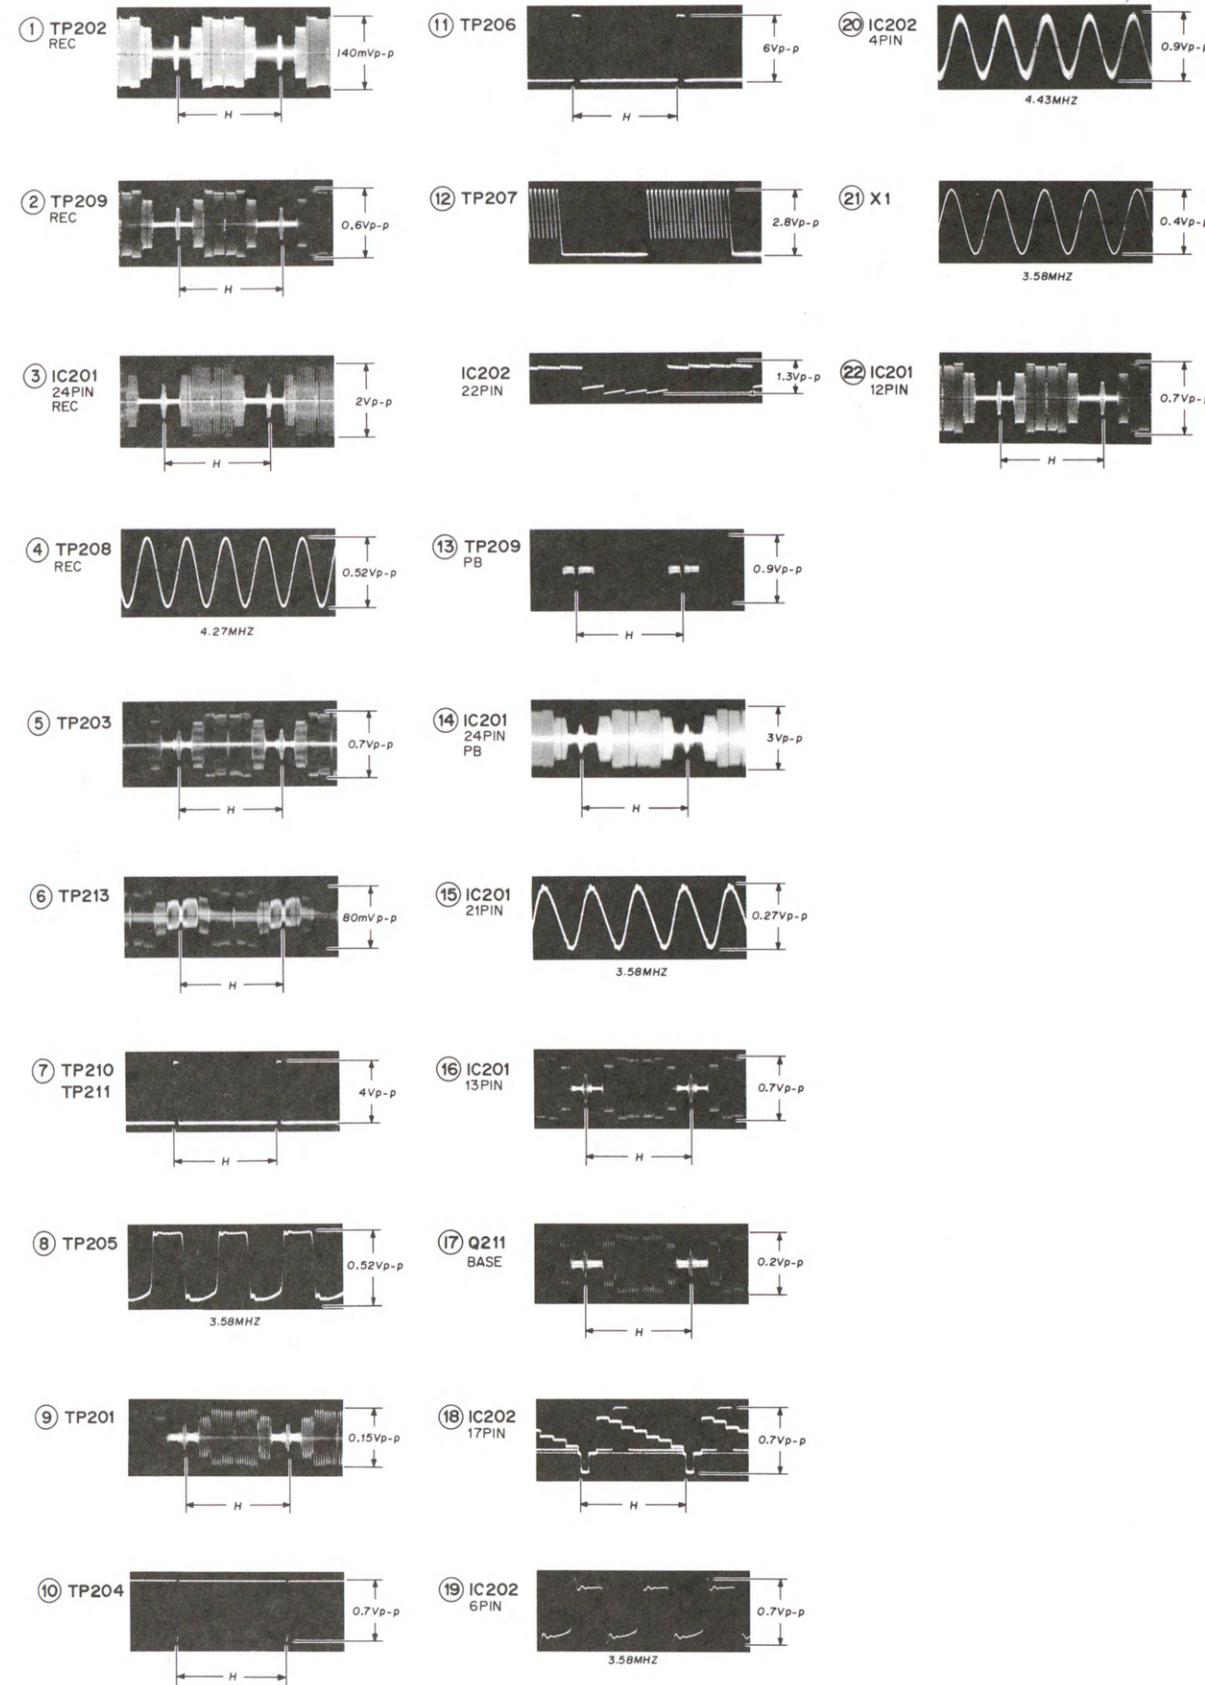 ① TP202
REC
140mVp-p
H
② TP209
REC
0.6Vp-p
H
③ IC201
24PIN
REC
2Vp-p
H
④ TP208
REC
0.52Vp-p
4.27MHZ
⑤ TP203
0.7Vp-p
H
⑥ TP213
80mVp-p
H
⑦ TP210
TP211
4Vp-p
H
⑧ TP205
0.52Vp-p
3.58MHZ
⑨ TP201
0.15Vp-p
H
⑩ TP204
0.7Vp-p
H
⑪ TP206
6Vp-p
H
⑫ TP207
2.8Vp-p
IC202
22PIN
1.3Vp-p
⑬ TP209
PB
0.9Vp-p
H
⑭ IC201
24PIN
PB
3Vp-p
H
⑮ IC201
21PIN
0.27Vp-p
3.58MHZ
⑯ IC201
13PIN
0.7Vp-p
H
⑰ Q211
BASE
0.2Vp-p
H
⑱ IC202
17PIN
0.7Vp-p
H
⑲ IC202
6PIN
0.7Vp-p
3.58MHZ
⑳ IC202
4PIN
0.9Vp-p
4.43MHZ
㉑ X1
0.4Vp-p
3.58MHZ
㉒ IC201
12PIN
0.7Vp-p
H